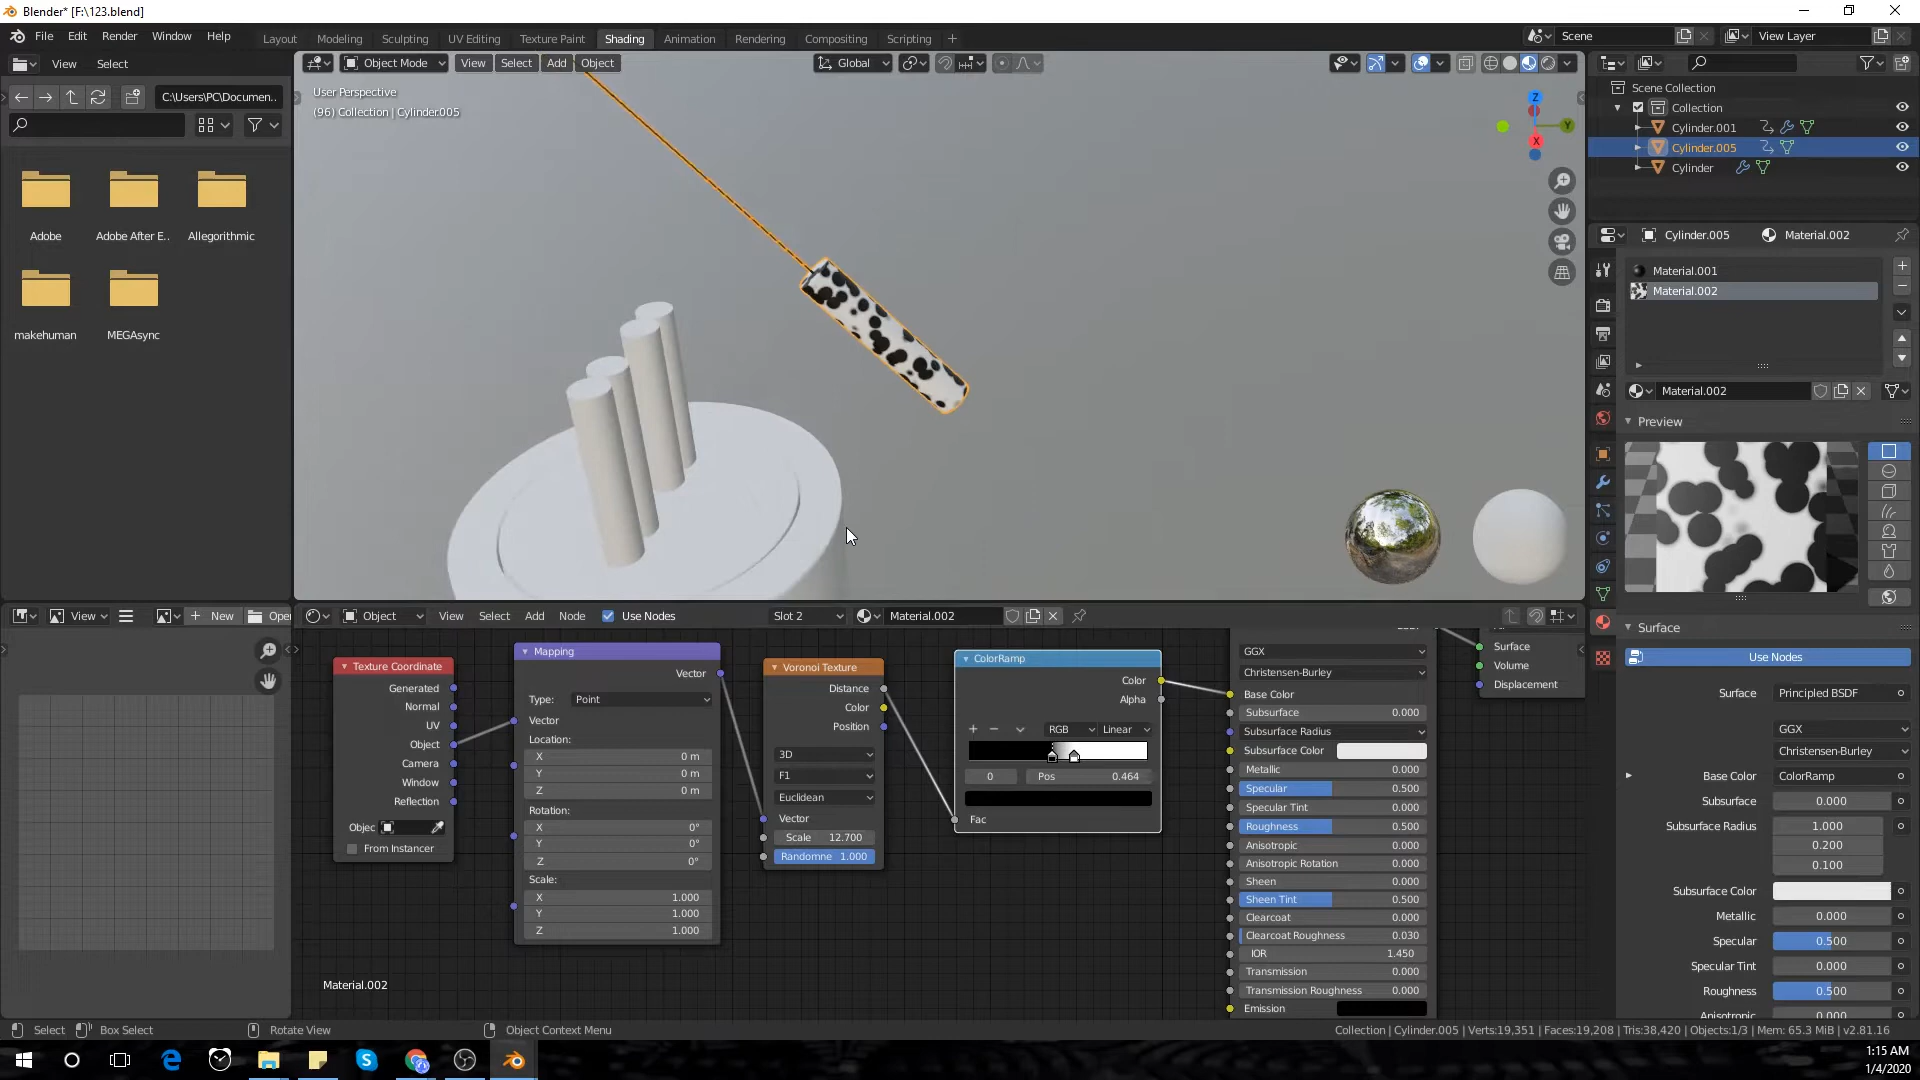 Blender* [F:\123.blend]
File Edit Render Window Help
Layout Modeling Sculpting UV Editing Texture Paint Shading Animation Rendering Compositing Scripting
Scene View Layer
View Select
C:\Users\PC\Documen..
Adobe Adobe After E.. Allegorithmic
makehuman MEGAsync
Object Mode View Select Add Object Global
User Perspective
(96) Collection | Cylinder.005
Z Y X
Scene Collection
Collection
Cylinder.001
Cylinder.005
Cylinder
Cylinder.005 Material.002
Material.001
Material.002
Material.002
Preview
Surface
Use Nodes
Surface Principled BSDF
GGX
Christensen-Burley
Base Color ColorRamp
Subsurface 0.000
Subsurface Radius 1.000
0.200
0.100
Subsurface Color
Metallic 0.000
Specular 0.500
Specular Tint 0.000
Roughness 0.500
Anisotropic 0.000
View New Open
Object View Select Add Node Use Nodes Slot 2 Material.002
Texture Coordinate
Generated
Normal
UV
Object
Camera
Window
Reflection
Objec
From Instancer
Mapping
Vector
Type: Point
Vector
Location:
X 0 m
Y 0 m
Z 0 m
Rotation:
X 0°
Y 0°
Z 0°
Scale:
X 1.000
Y 1.000
Z 1.000
Voronoi Texture
Distance
Color
Position
3D
F1
Euclidean
Vector
Scale 12.700
Randomne 1.000
ColorRamp
Color
Alpha
RGB Linear
0 Pos 0.464
Fac
GGX
Christensen-Burley
Base Color
Subsurface 0.000
Subsurface Radius
Subsurface Color
Metallic 0.000
Specular 0.500
Specular Tint 0.000
Roughness 0.500
Anisotropic 0.000
Anisotropic Rotation 0.000
Sheen 0.000
Sheen Tint 0.500
Clearcoat 0.000
Clearcoat Roughness 0.030
IOR 1.450
Transmission 0.000
Transmission Roughness 0.000
Emission
Surface
Volume
Displacement
Material.002
Select Box Select Rotate View Object Context Menu
Collection | Cylinder.005 | Verts:19,351 | Faces:19,208 | Tris:38,420 | Objects:1/3 | Mem: 65.3 MiB | v2.81.16
1:15 AM
1/4/2020